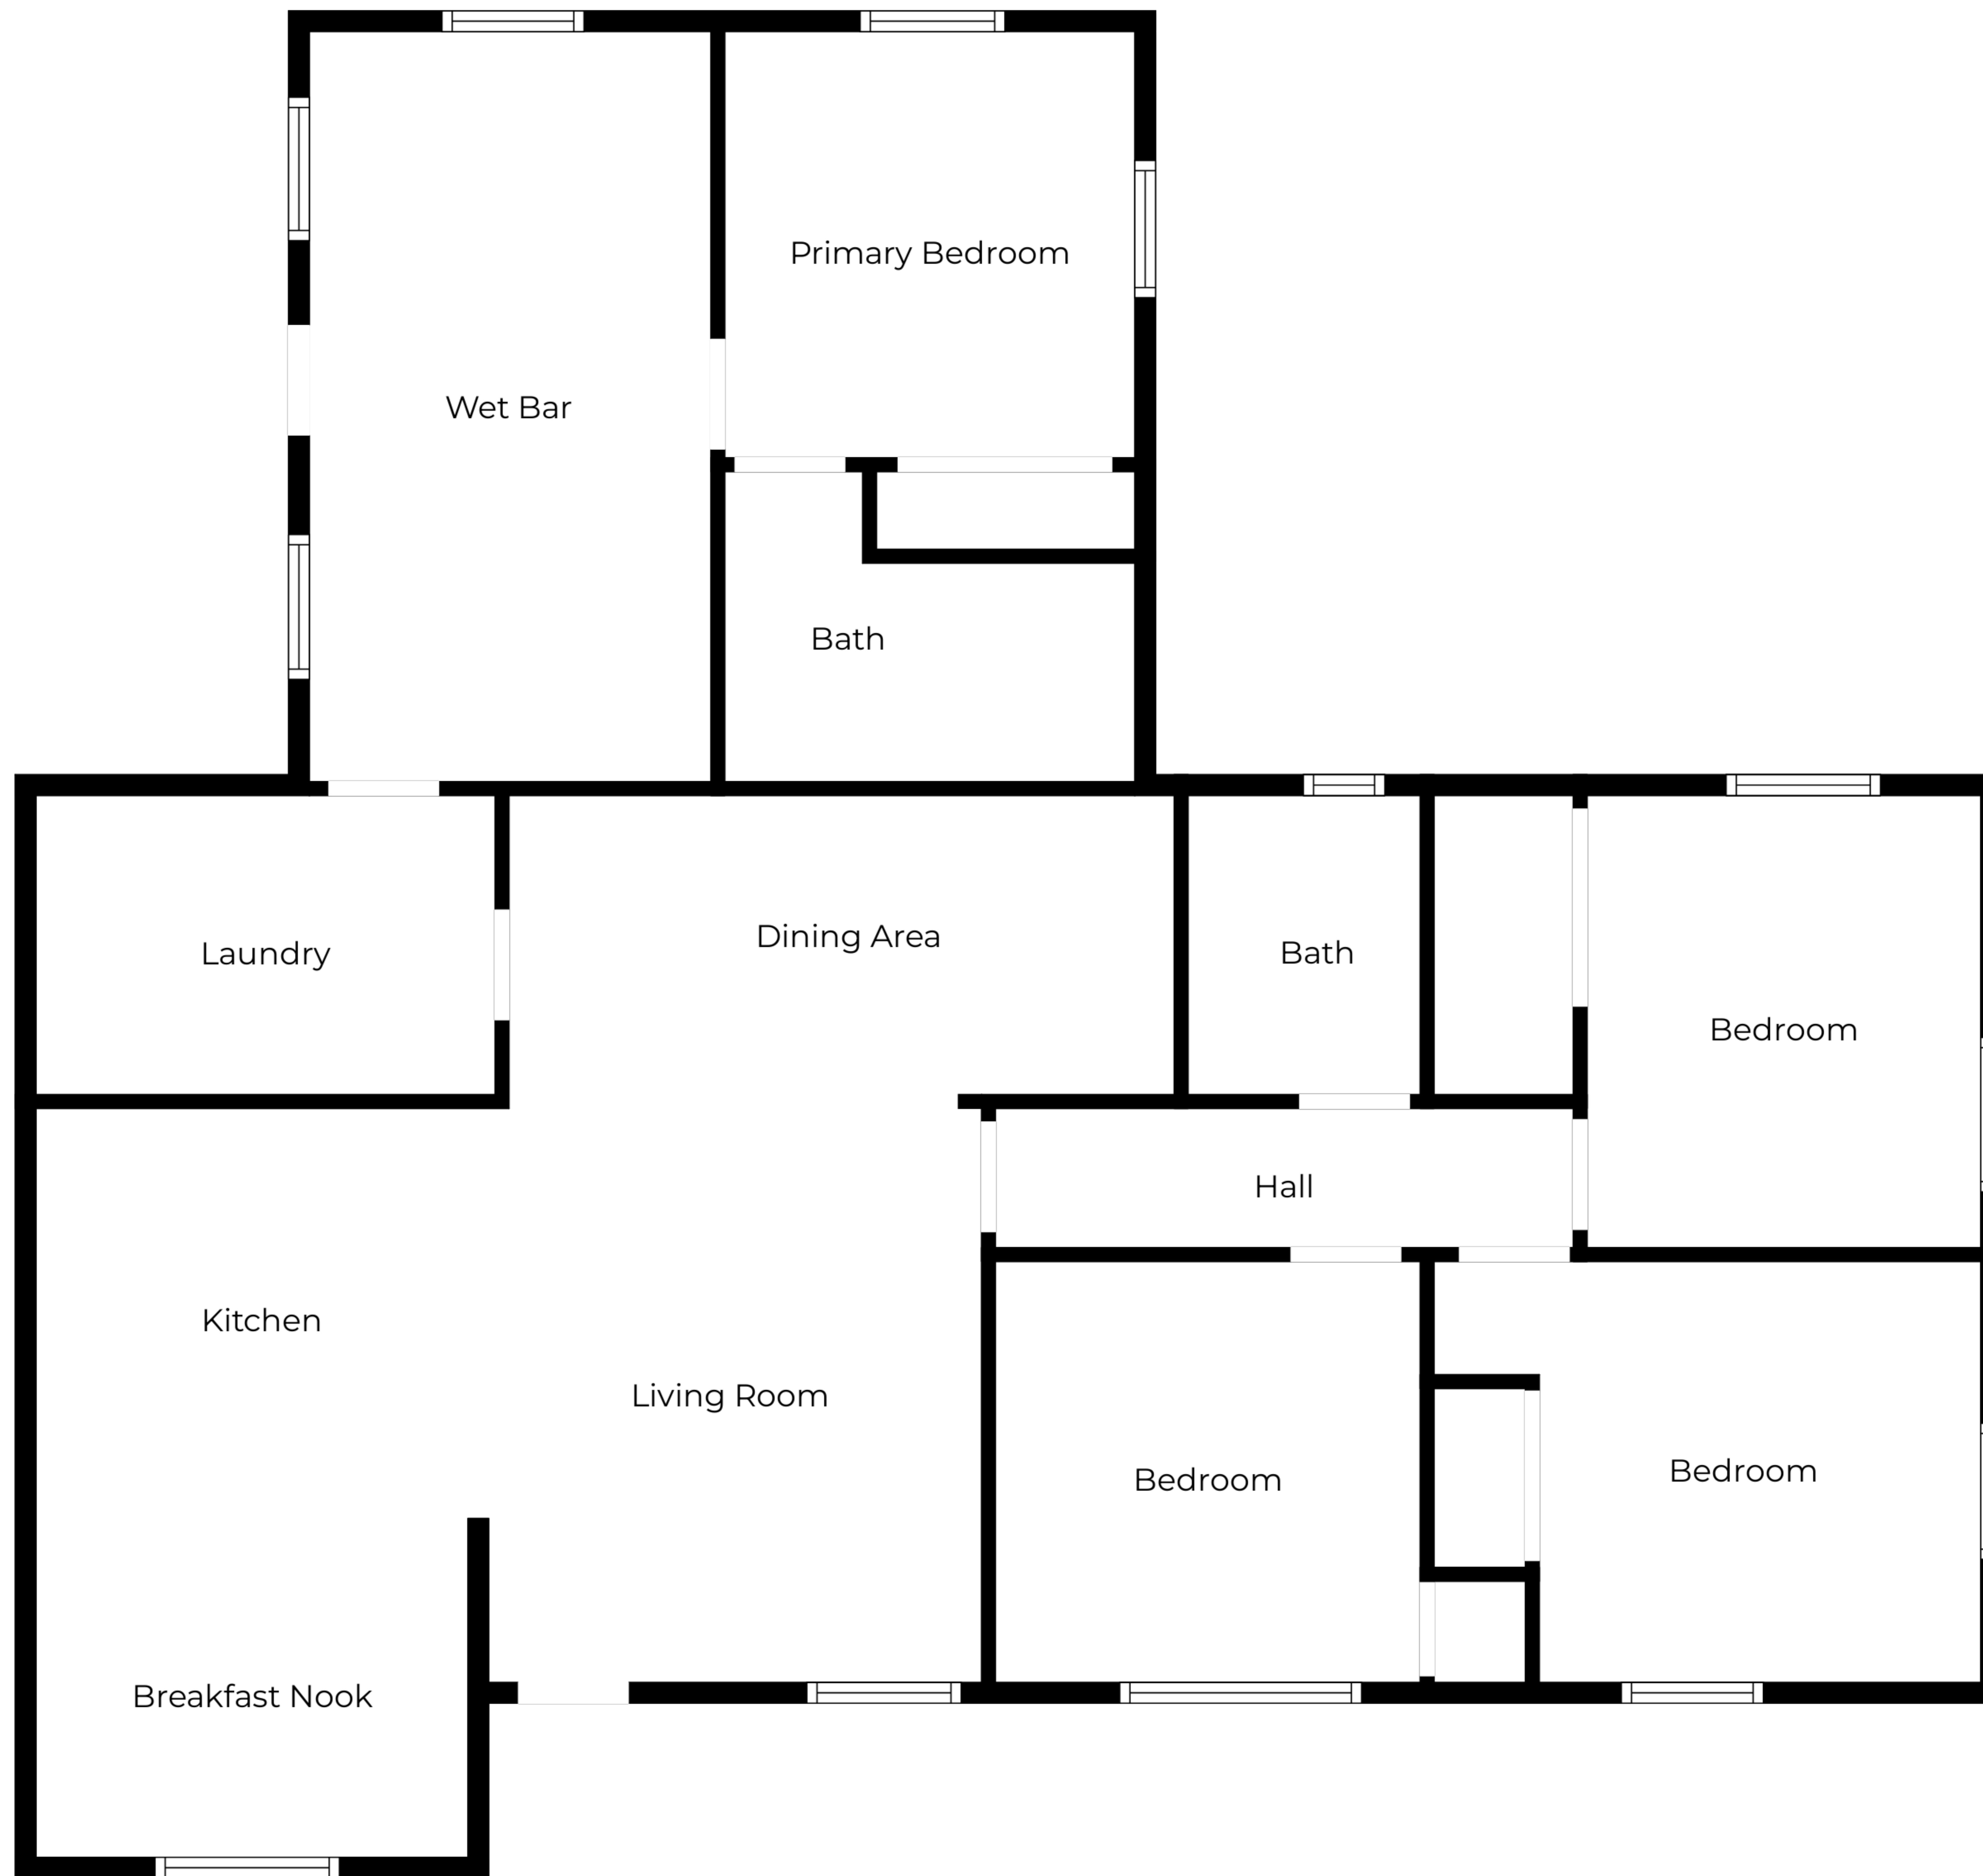 Primary Bedroom
Wet Bar
Bath
Dining Area
Laundry
Bath
Bedroom
Hall
Kitchen
Living Room
Bedroom
Bedroom
Breakfast Nook